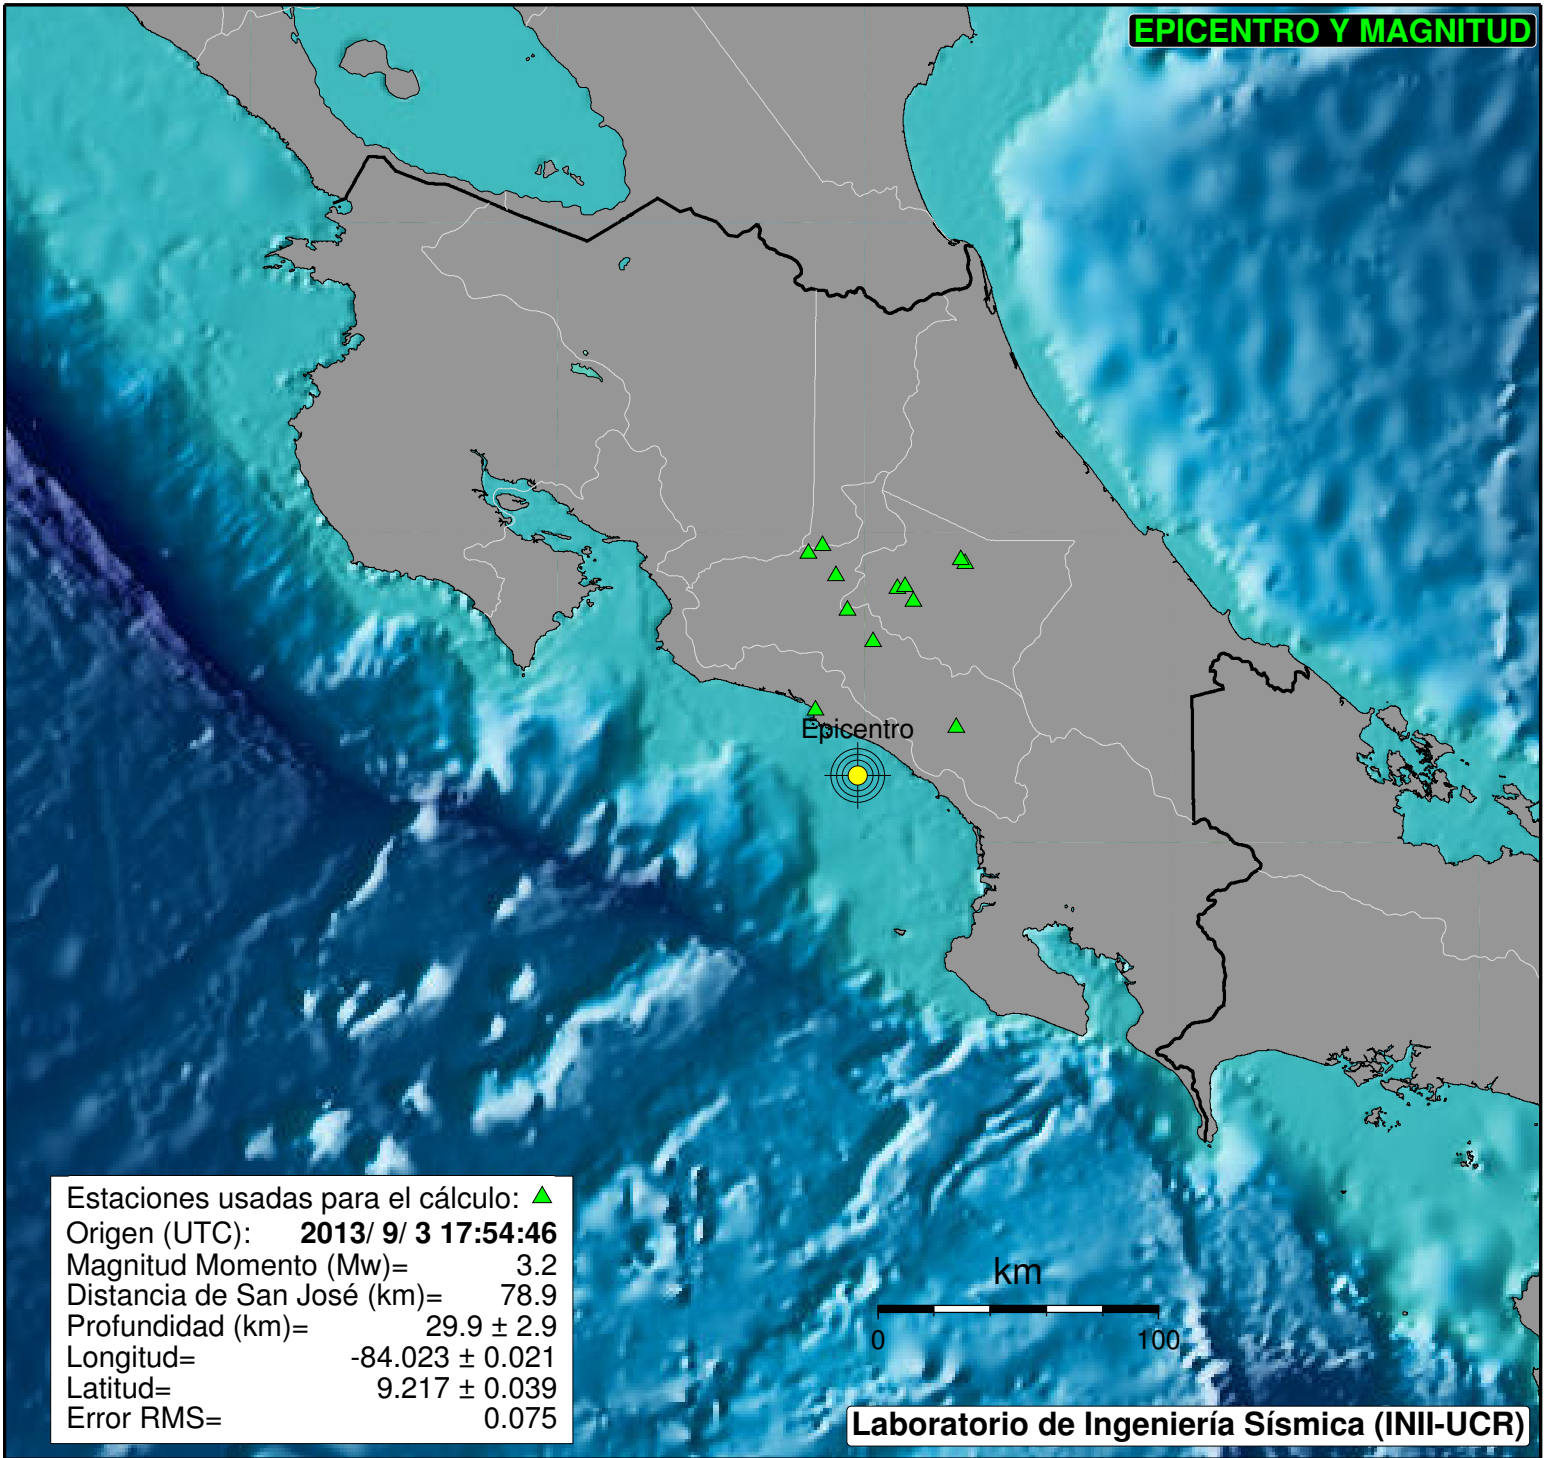 EPICENTRO Y MAGNITUD
Epicentro
Estaciones usadas para el cálculo:
Origen (UTC): 2013/ 9/ 3 17:54:46
Magnitud Momento (Mw)= 3.2
Distancia de San José (km)= 78.9
Profundidad (km)= 29.9 ± 2.9
Longitud= -84.023 ± 0.021
Latitud= 9.217 ± 0.039
Error RMS= 0.075
km
0 100
Laboratorio de Ingeniería Sísmica (INII-UCR)